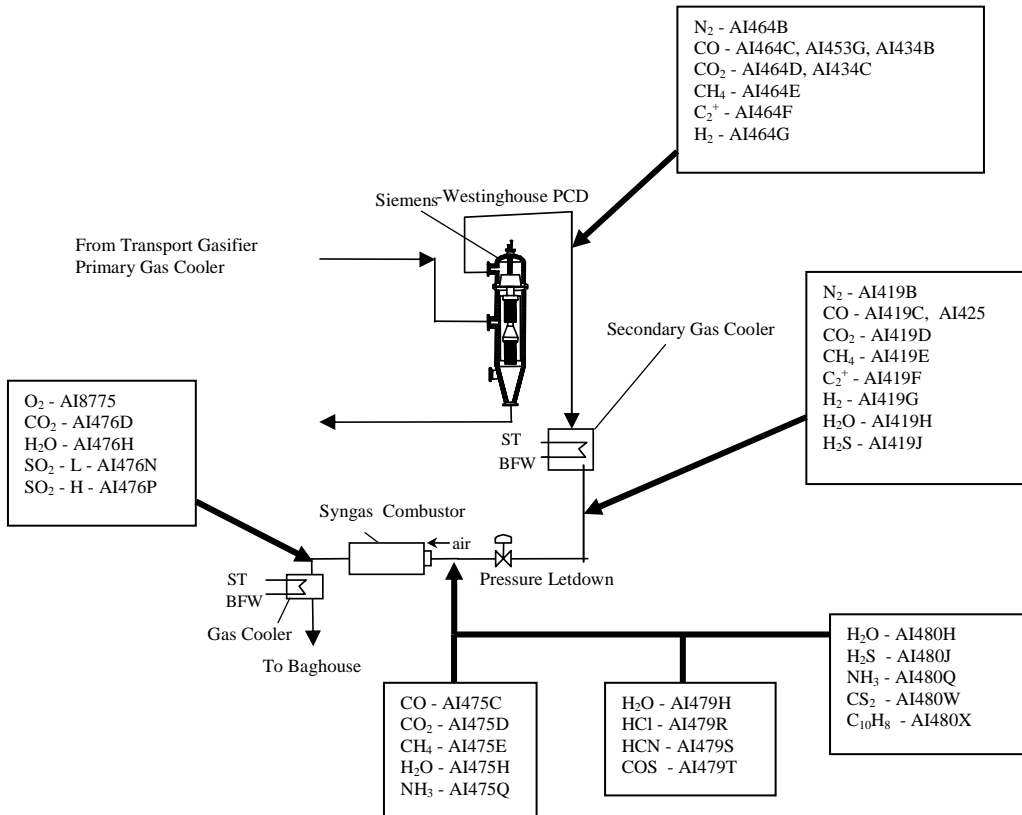 N₂ - AI464B
CO - AI464C, AI453G, AI434B
CO₂ - AI464D, AI434C
CH₄ - AI464E
C₂⁺ - AI464F
H₂ - AI464G
Siemens-Westinghouse PCD
From Transport Gasifier
Primary Gas Cooler
Secondary Gas Cooler
N₂ - AI419B
CO - AI419C, AI425
CO₂ - AI419D
CH₄ - AI419E
C₂⁺ - AI419F
H₂ - AI419G
H₂O - AI419H
H₂S - AI419J
O₂ - AI8775
CO₂ - AI476D
H₂O - AI476H
SO₂ - L - AI476N
SO₂ - H - AI476P
ST
BFW
Syngas Combustor
air
Pressure Letdown
ST
BFW
Gas Cooler
To Baghouse
CO - AI475C
CO₂ - AI475D
CH₄ - AI475E
H₂O - AI475H
NH₃ - AI475Q
H₂O - AI479H
HCl - AI479R
HCN - AI479S
COS - AI479T
H₂O - AI480H
H₂S - AI480J
NH₃ - AI480Q
CS₂ - AI480W
C₁₀H₈ - AI480X